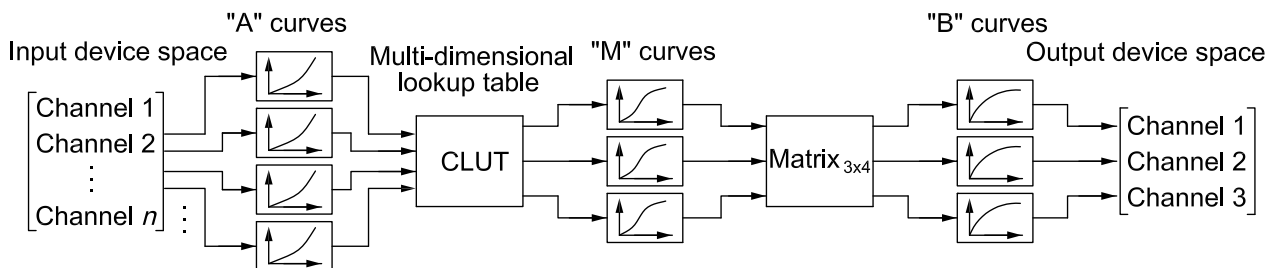 "A" curves
"M" curves
"B" curves
Input device space
Multi-dimensional
lookup table
Output device space
Channel 1
Channel 2
⋮
Channel n
⋮
CLUT
Matrix 3x4
Channel 1
Channel 2
Channel 3